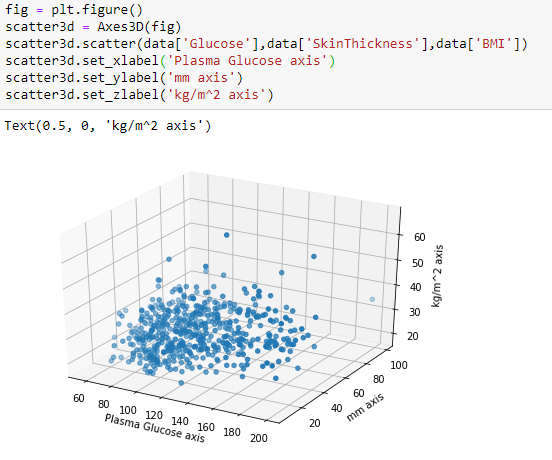 fig = plt.figure()
scatter3d = Axes3D(fig)
scatter3d.scatter(data['Glucose'],data['SkinThickness'],data['BMI'])
scatter3d.set_xlabel('Plasma Glucose axis')
scatter3d.set_ylabel('mm axis')
scatter3d.set_zlabel('kg/m^2 axis')
Text(0.5, 0, 'kg/m^2 axis')
60
50
40
30
20
kg/m^2 axis
60 80 100 120 140 160 180 200
Plasma Glucose axis
20 40 60 80 100
mm axis